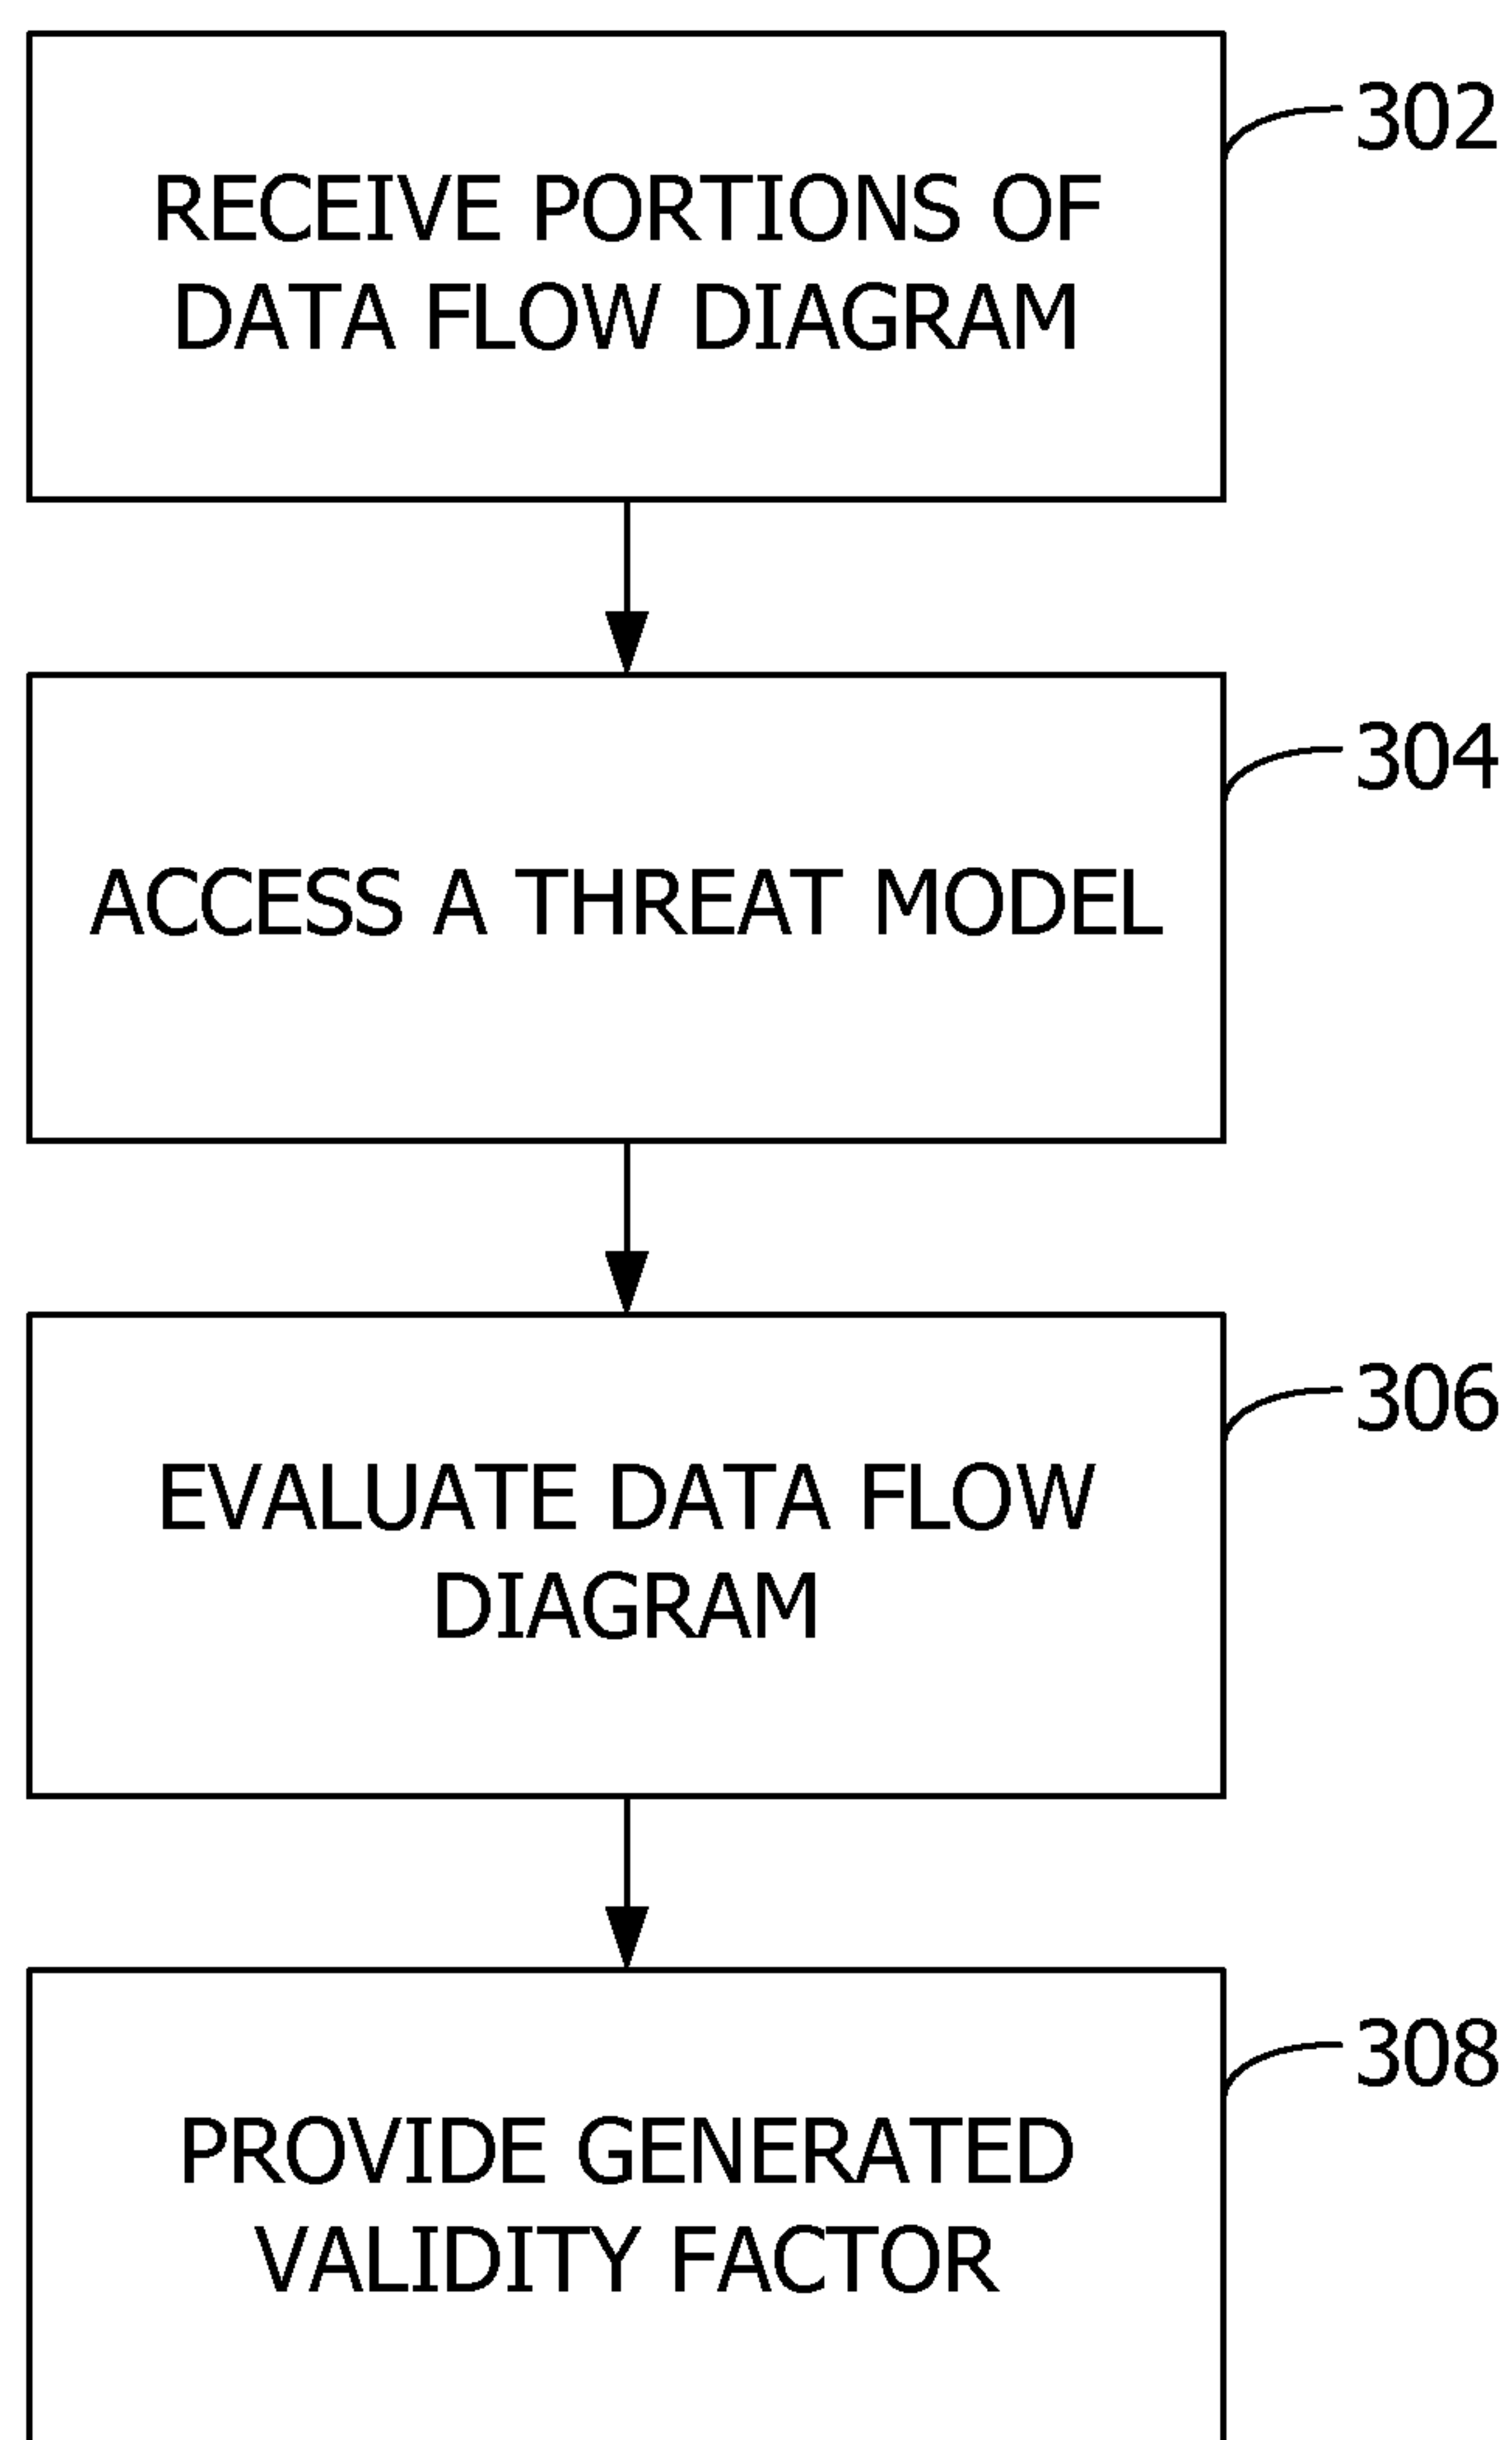 302
RECEIVE PORTIONS OF
DATA FLOW DIAGRAM
304
ACCESS A THREAT MODEL
306
EVALUATE DATA FLOW
DIAGRAM
308
PROVIDE GENERATED
VALIDITY FACTOR